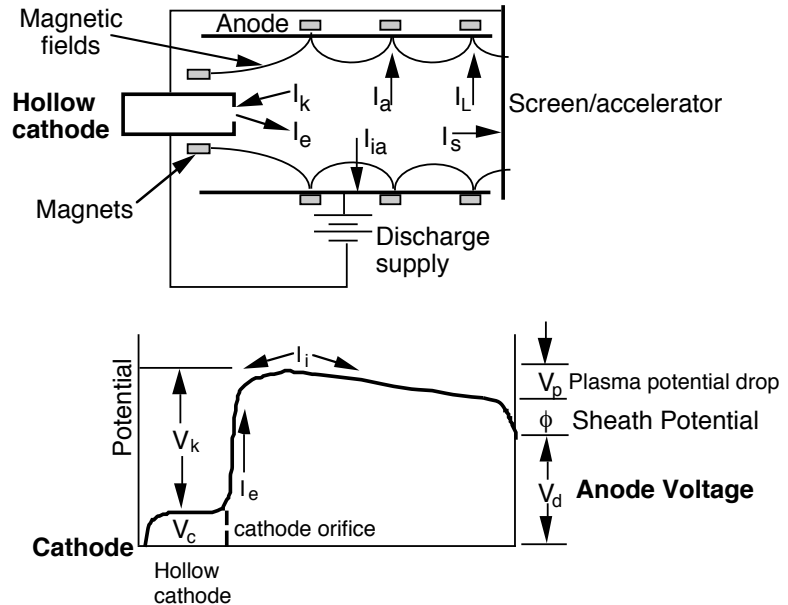 Magnetic
fields
Anode
Hollow
cathode
I_k
I_e
I_a
I_L
I_ia
I_s
Screen/accelerator
Magnets
Discharge
supply
Potential
I_i
V_k
I_e
V_p Plasma potential drop
ϕ Sheath Potential
V_d Anode Voltage
V_c
cathode orifice
Cathode
Hollow
cathode